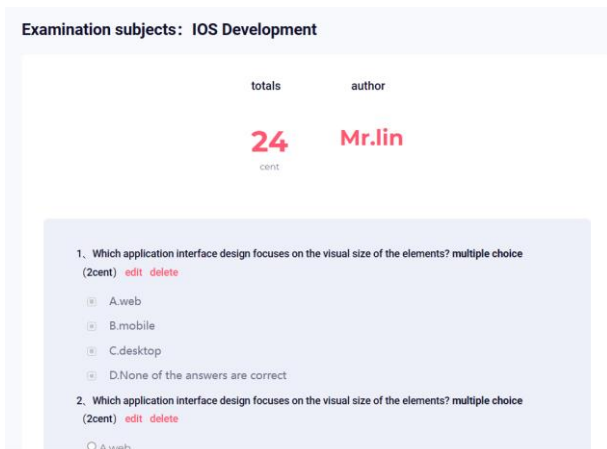 Examination subjects: IOS Development
totals author
24 Mr.lin
cent
1、Which application interface design focuses on the visual size of the elements? multiple choice
(2cent) edit delete
A.web
B.mobile
C.desktop
D.None of the answers are correct
2、Which application interface design focuses on the visual size of the elements? multiple choice
(2cent) edit delete
A.web